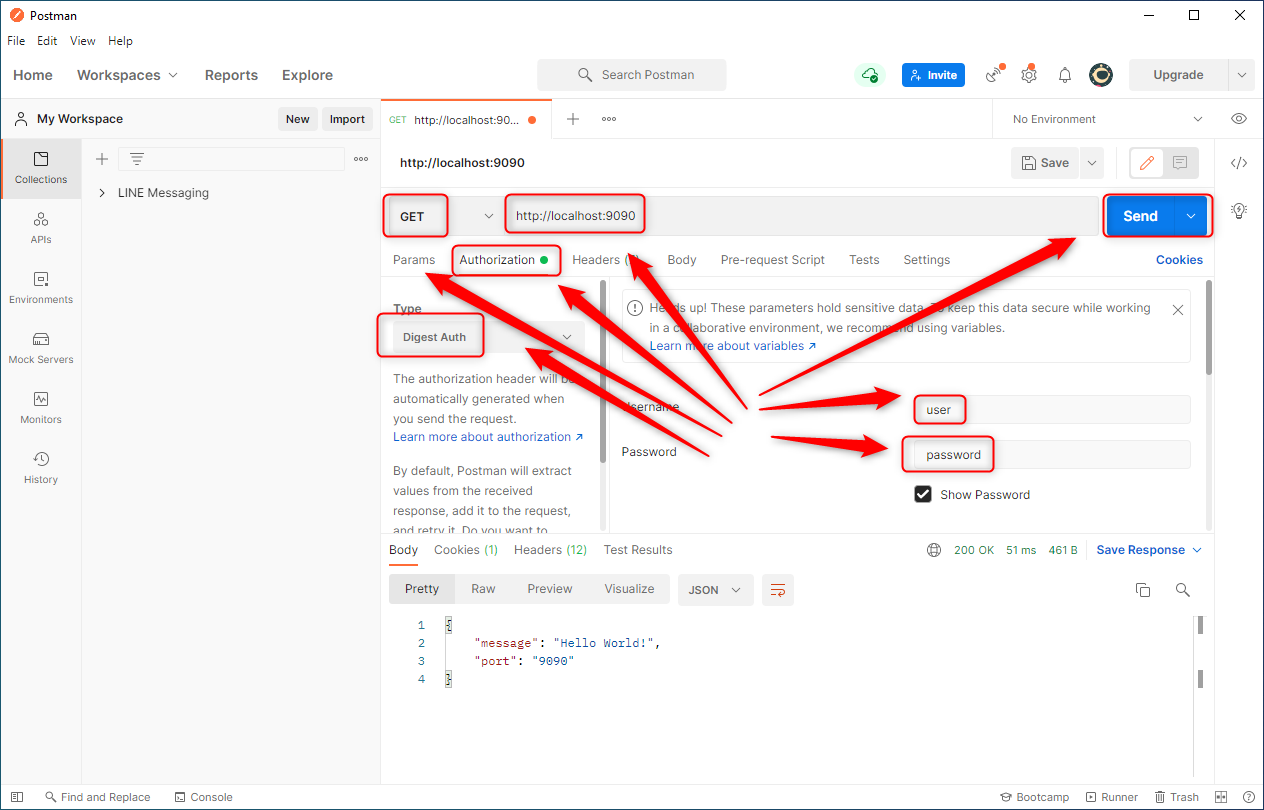 Postman
File Edit View Help
Home Workspaces Reports Explore
Search Postman
Invite
Upgrade
My Workspace
New Import
GET http://localhost:90...
No Environment
Collections
LINE Messaging
http://localhost:9090
Save
APIs
GET http://localhost:9090
Send
Params Authorization Headers Body Pre-request Script Tests Settings Cookies
Environments
Type
Digest Auth
Heads up! These parameters hold sensitive data. To keep this data secure while working
in a collaborative environment, we recommend using variables.
Learn more about variables
Mock Servers
The authorization header will be
automatically generated when
you send the request.
Learn more about authorization
By default, Postman will extract
values from the received
response, add it to the request,
and retry it. Do you want to
Username user
Password password
Show Password
Monitors
History
Body Cookies (1) Headers (12) Test Results
200 OK 51 ms 461 B Save Response
Pretty Raw Preview Visualize JSON
1 {
2 "message": "Hello World!",
3 "port": "9090"
4 }
Find and Replace Console
Bootcamp Runner Trash